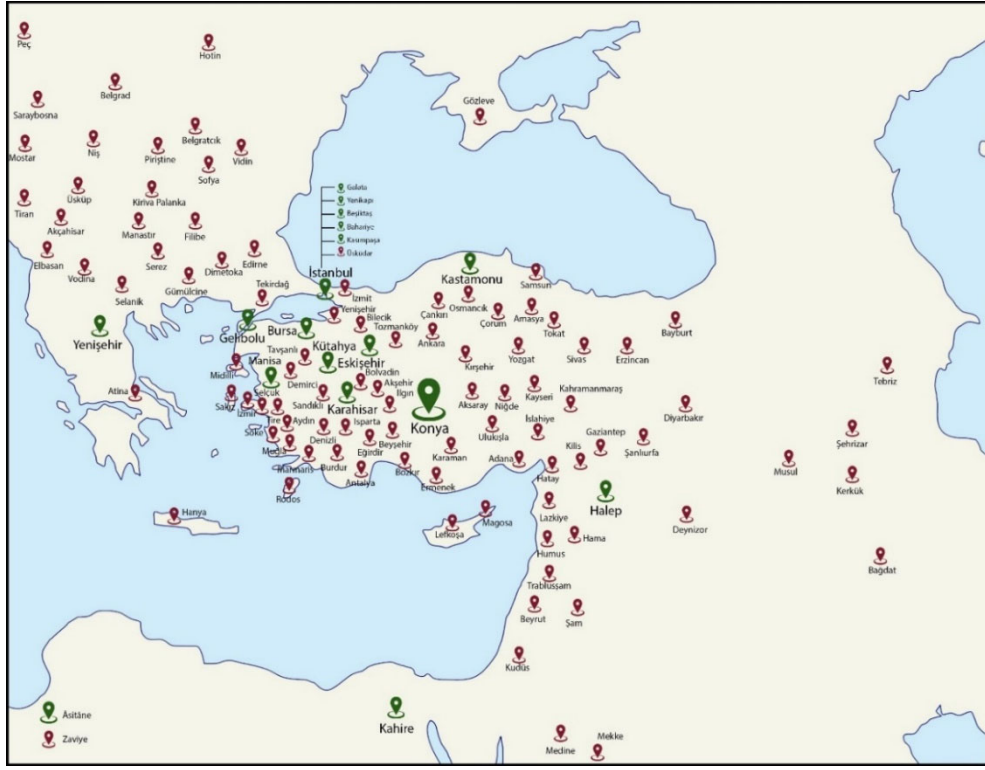 Peç
Hotin
Belgrad
Saraybosna
Gözleve
Mostar
Niş
Piriştine
Belgratcık
Vidin
Sofya
Tiran
Üsküp
Kiriva Palanka
Galata
Yenikapı
Beşiktaş
Bahariye
Kasımpaşa
Üsküdar
Akçahisar
Manastır
Filibe
Elbasan
Vodina
Serez
Dimetoka
Edirne
Selanik
Gümülcine
Tekirdağ
İstanbul
İzmit
Kastamonu
Samsun
Yenişehir
Gelibolu
Bursa
Yenişehir
Bilecik
Tozmanköy
Çankırı
Osmancık
Çorum
Amasya
Tokat
Bayburt
Ankara
Kütahya
Eskişehir
Tavşanlı
Manisa
Midilli
Demirci
Bolvadin
Akşehir
Ilgın
Kırşehir
Yozgat
Sivas
Erzincan
Tebriz
Atina
Sakız
İzmir
Selçuk
Tire
Sandıklı
Karahisar
Konya
Aksaray
Niğde
Kayseri
Kahramanmaraş
Diyarbakır
Söke
Aydın
Isparta
Muğla
Denizli
Eğirdir
Beyşehir
Ulukışla
İslahiye
Gaziantep
Kilis
Şanlıurfa
Şehrizar
Marmaris
Burdur
Antalya
Bozkır
Karaman
Ermenek
Adana
Hatay
Musul
Kerkük
Rodos
Halep
Hanya
Lefkoşa
Magosa
Lazkiye
Deynizor
Humus
Hama
Bağdat
Trablusşam
Beyrut
Şam
Kudüs
Kahire
Medine
Mekke
Âsitâne
Zaviye